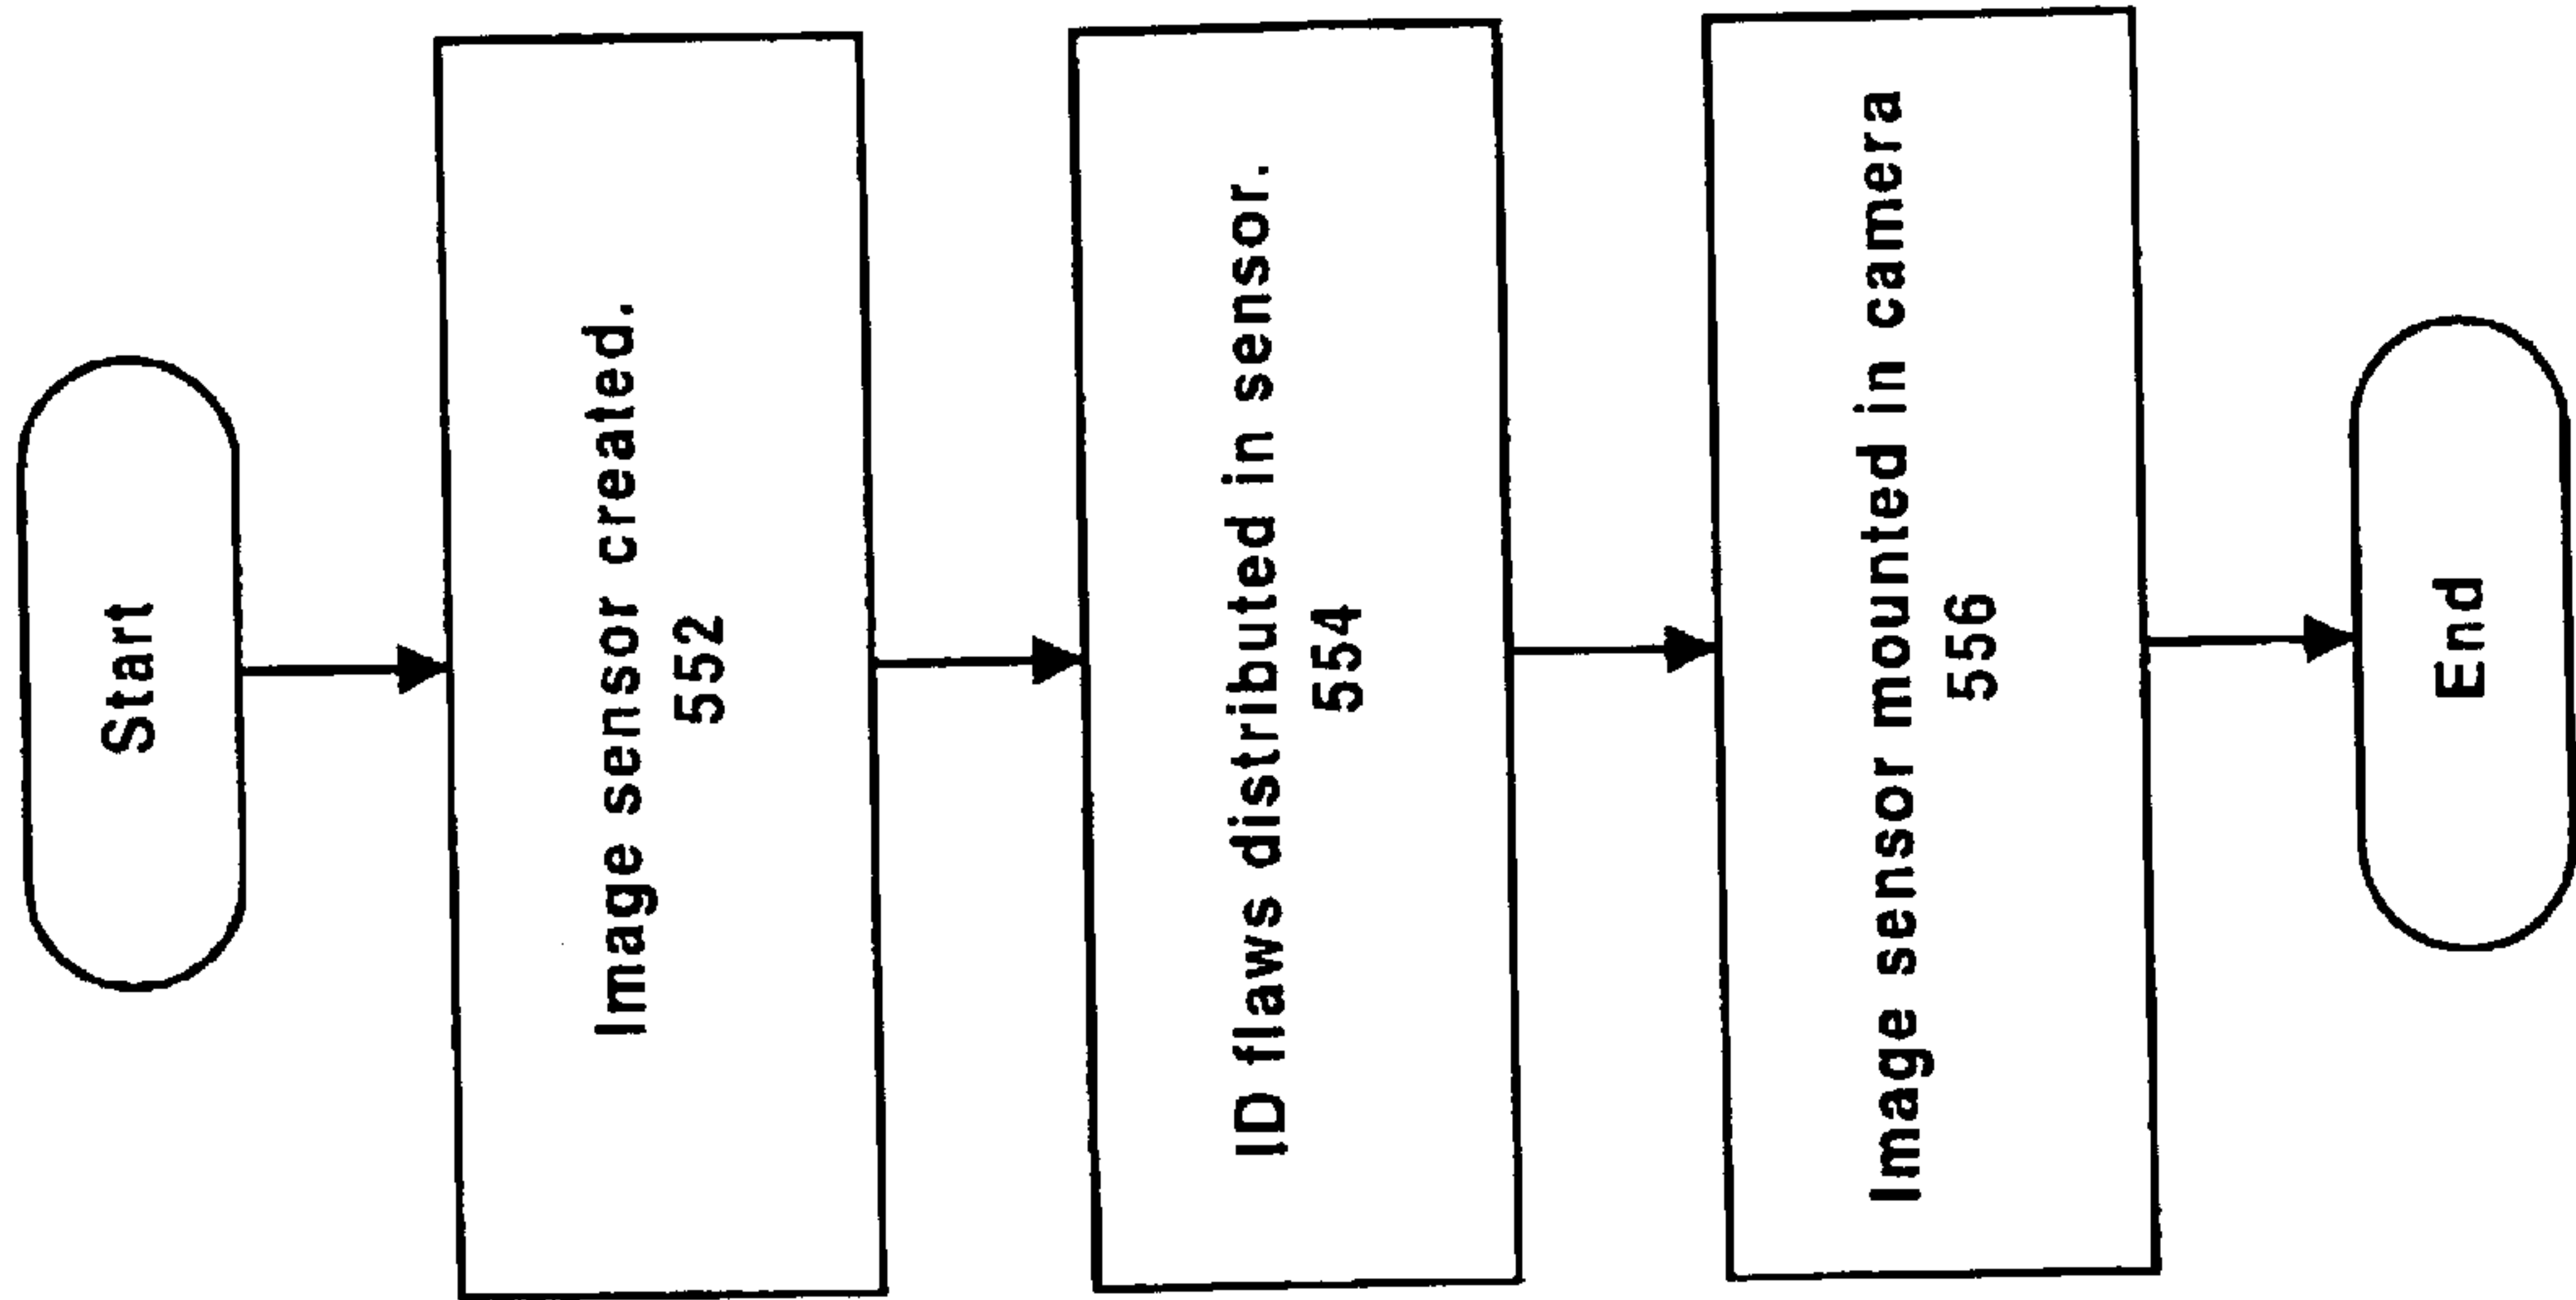 Start
Image sensor created.
552
ID flaws distributed in sensor.
554
Image sensor mounted in camera
556
End